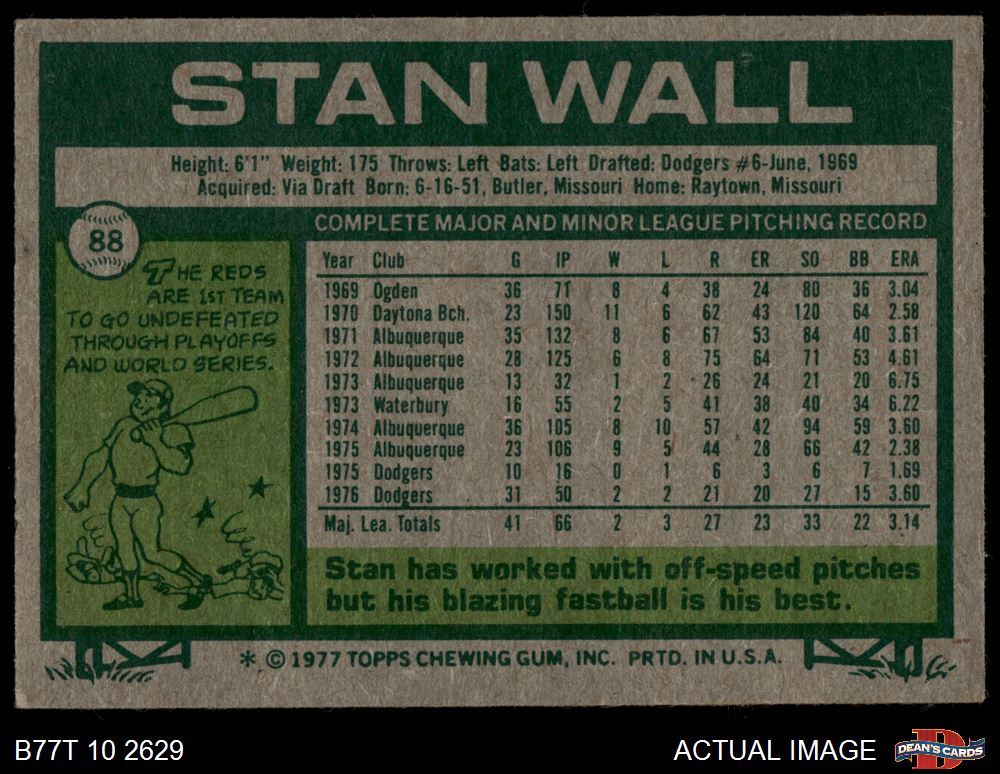 STAN WALL
Height: 6'1" Weight: 175 Throws: Left Bats: Left Drafted: Dodgers #6-June, 1969
Acquired: Via Draft Born: 6-16-51, Butler, Missouri Home: Raytown, Missouri
88
THE REDS
ARE 1ST TEAM
TO GO UNDEFEATED
THROUGH PLAYOFFS
AND WORLD SERIES.
COMPLETE MAJOR AND MINOR LEAGUE PITCHING RECORD
Year Club G IP W L R ER SO BB ERA
1969 Ogden 36 71 8 4 38 24 80 36 3.04
1970 Daytona Bch. 23 150 11 6 62 43 120 64 2.58
1971 Albuquerque 35 132 8 6 67 53 84 40 3.61
1972 Albuquerque 28 125 6 8 75 64 71 53 4.61
1973 Albuquerque 13 32 1 2 26 24 21 20 6.75
1973 Waterbury 16 55 2 5 41 38 40 34 6.22
1974 Albuquerque 36 105 8 10 57 42 94 59 3.60
1975 Albuquerque 23 106 9 5 44 28 66 42 2.38
1975 Dodgers 10 16 0 1 6 3 6 7 1.69
1976 Dodgers 31 50 2 2 21 20 27 15 3.60
Maj. Lea. Totals 41 66 2 3 27 23 33 22 3.14
Stan has worked with off-speed pitches
but his blazing fastball is his best.
* © 1977 TOPPS CHEWING GUM, INC. PRTD. IN U.S.A.
B77T 10 2629
ACTUAL IMAGE
D
DEAN'S CARDS